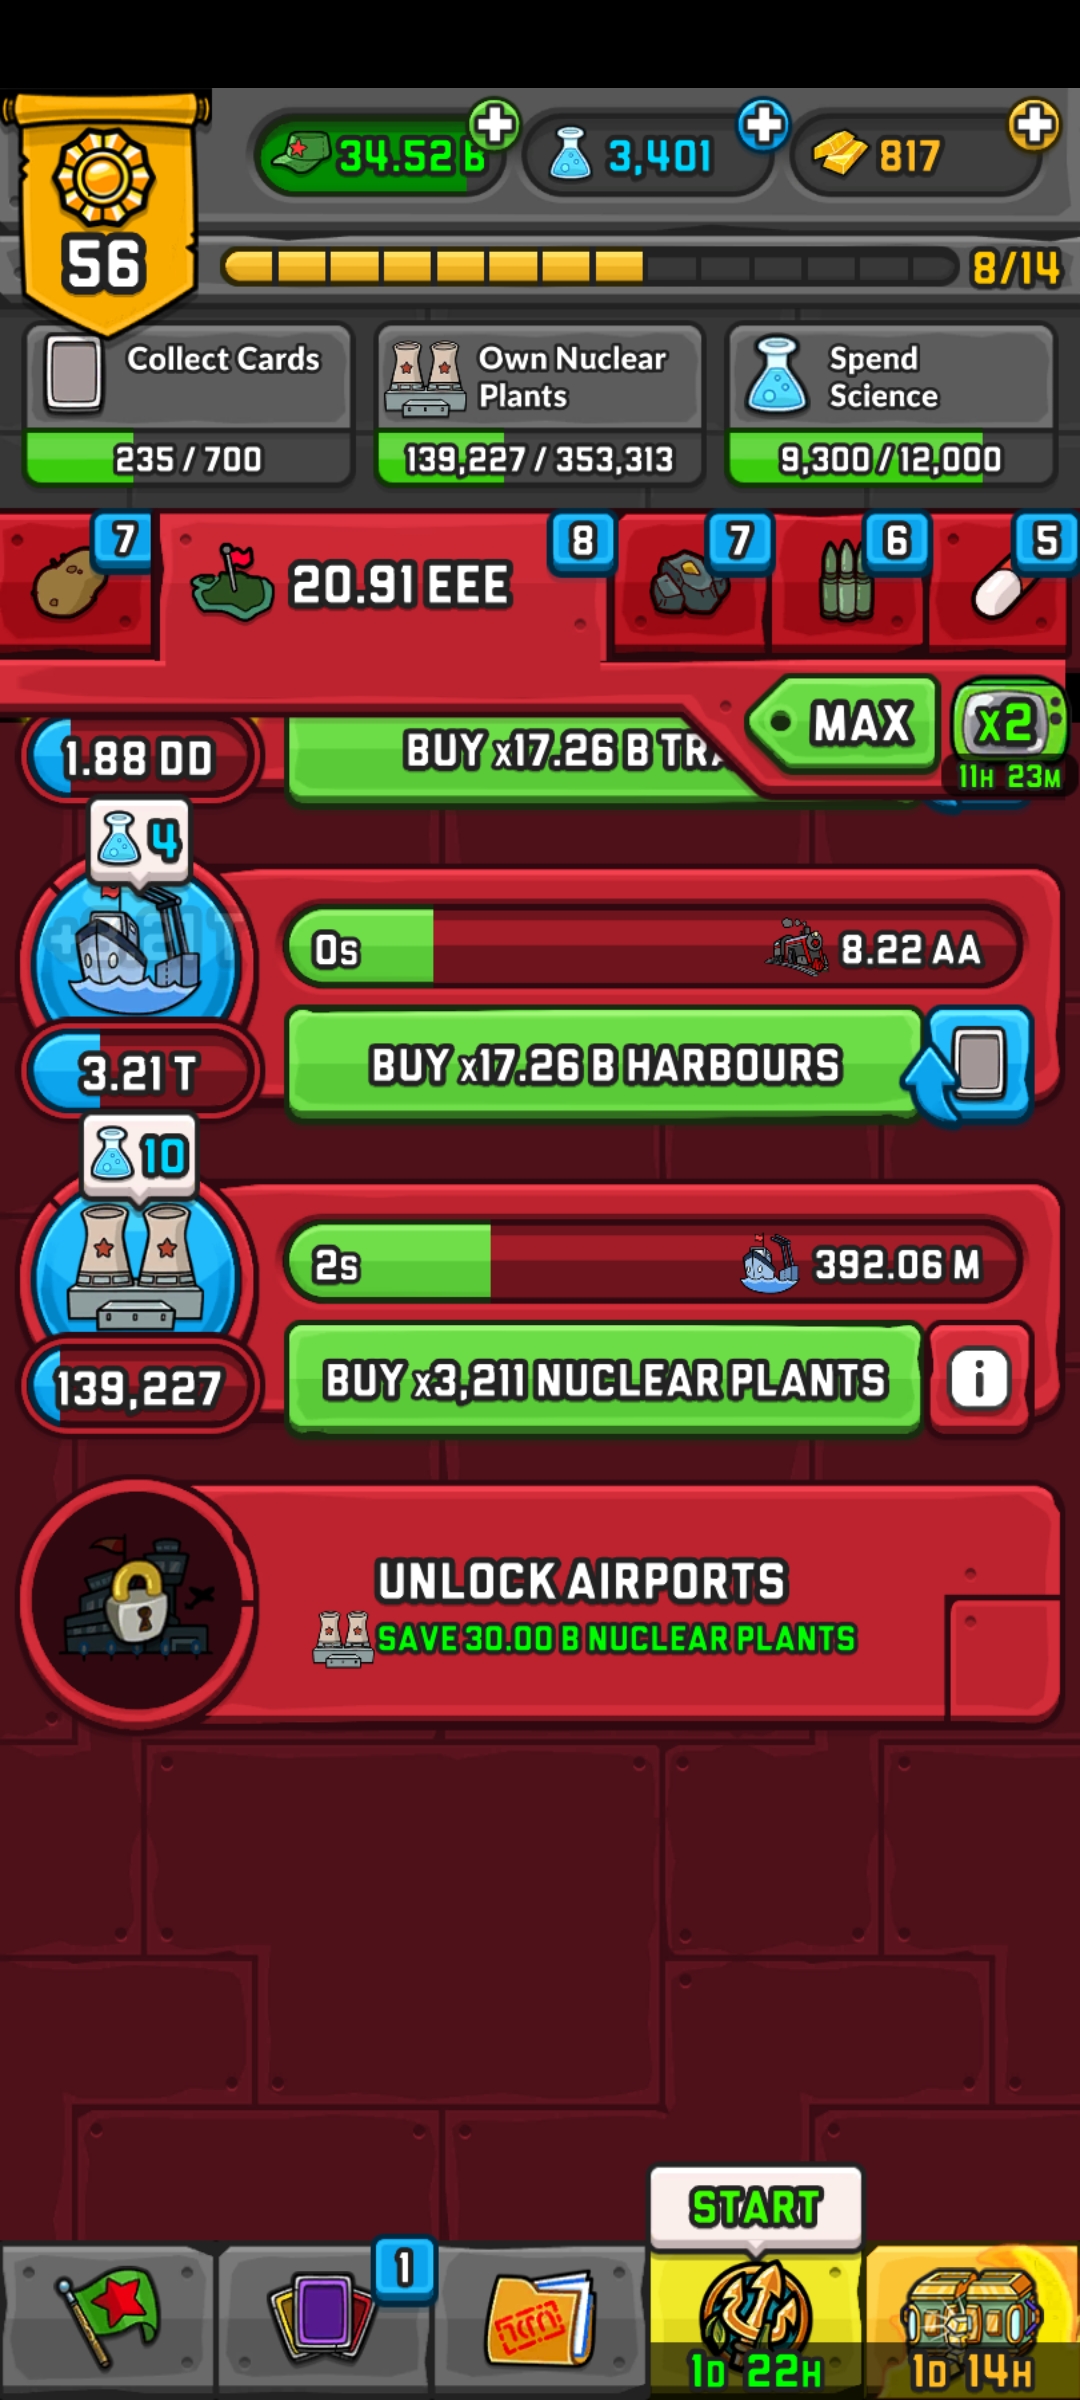 34.52 B
3,401
817
56
8/14
Collect Cards
235 / 700
Own Nuclear
Plants
139,227 / 353,313
Spend
Science
9,300 / 12,000
7
20.91 EEE
8
7
6
5
MAX
x2
11H 23M
1.88 DD
BUY x17.26 B
4
0s
8.22 AA
3.21 T
BUY x17.26 B HARBOURS
10
2s
392.06 M
139,227
BUY x3,211 NUCLEAR PLANTS
i
UNLOCK AIRPORTS
SAVE 30.00 B NUCLEAR PLANTS
START
1
1D 22H
1D 14H